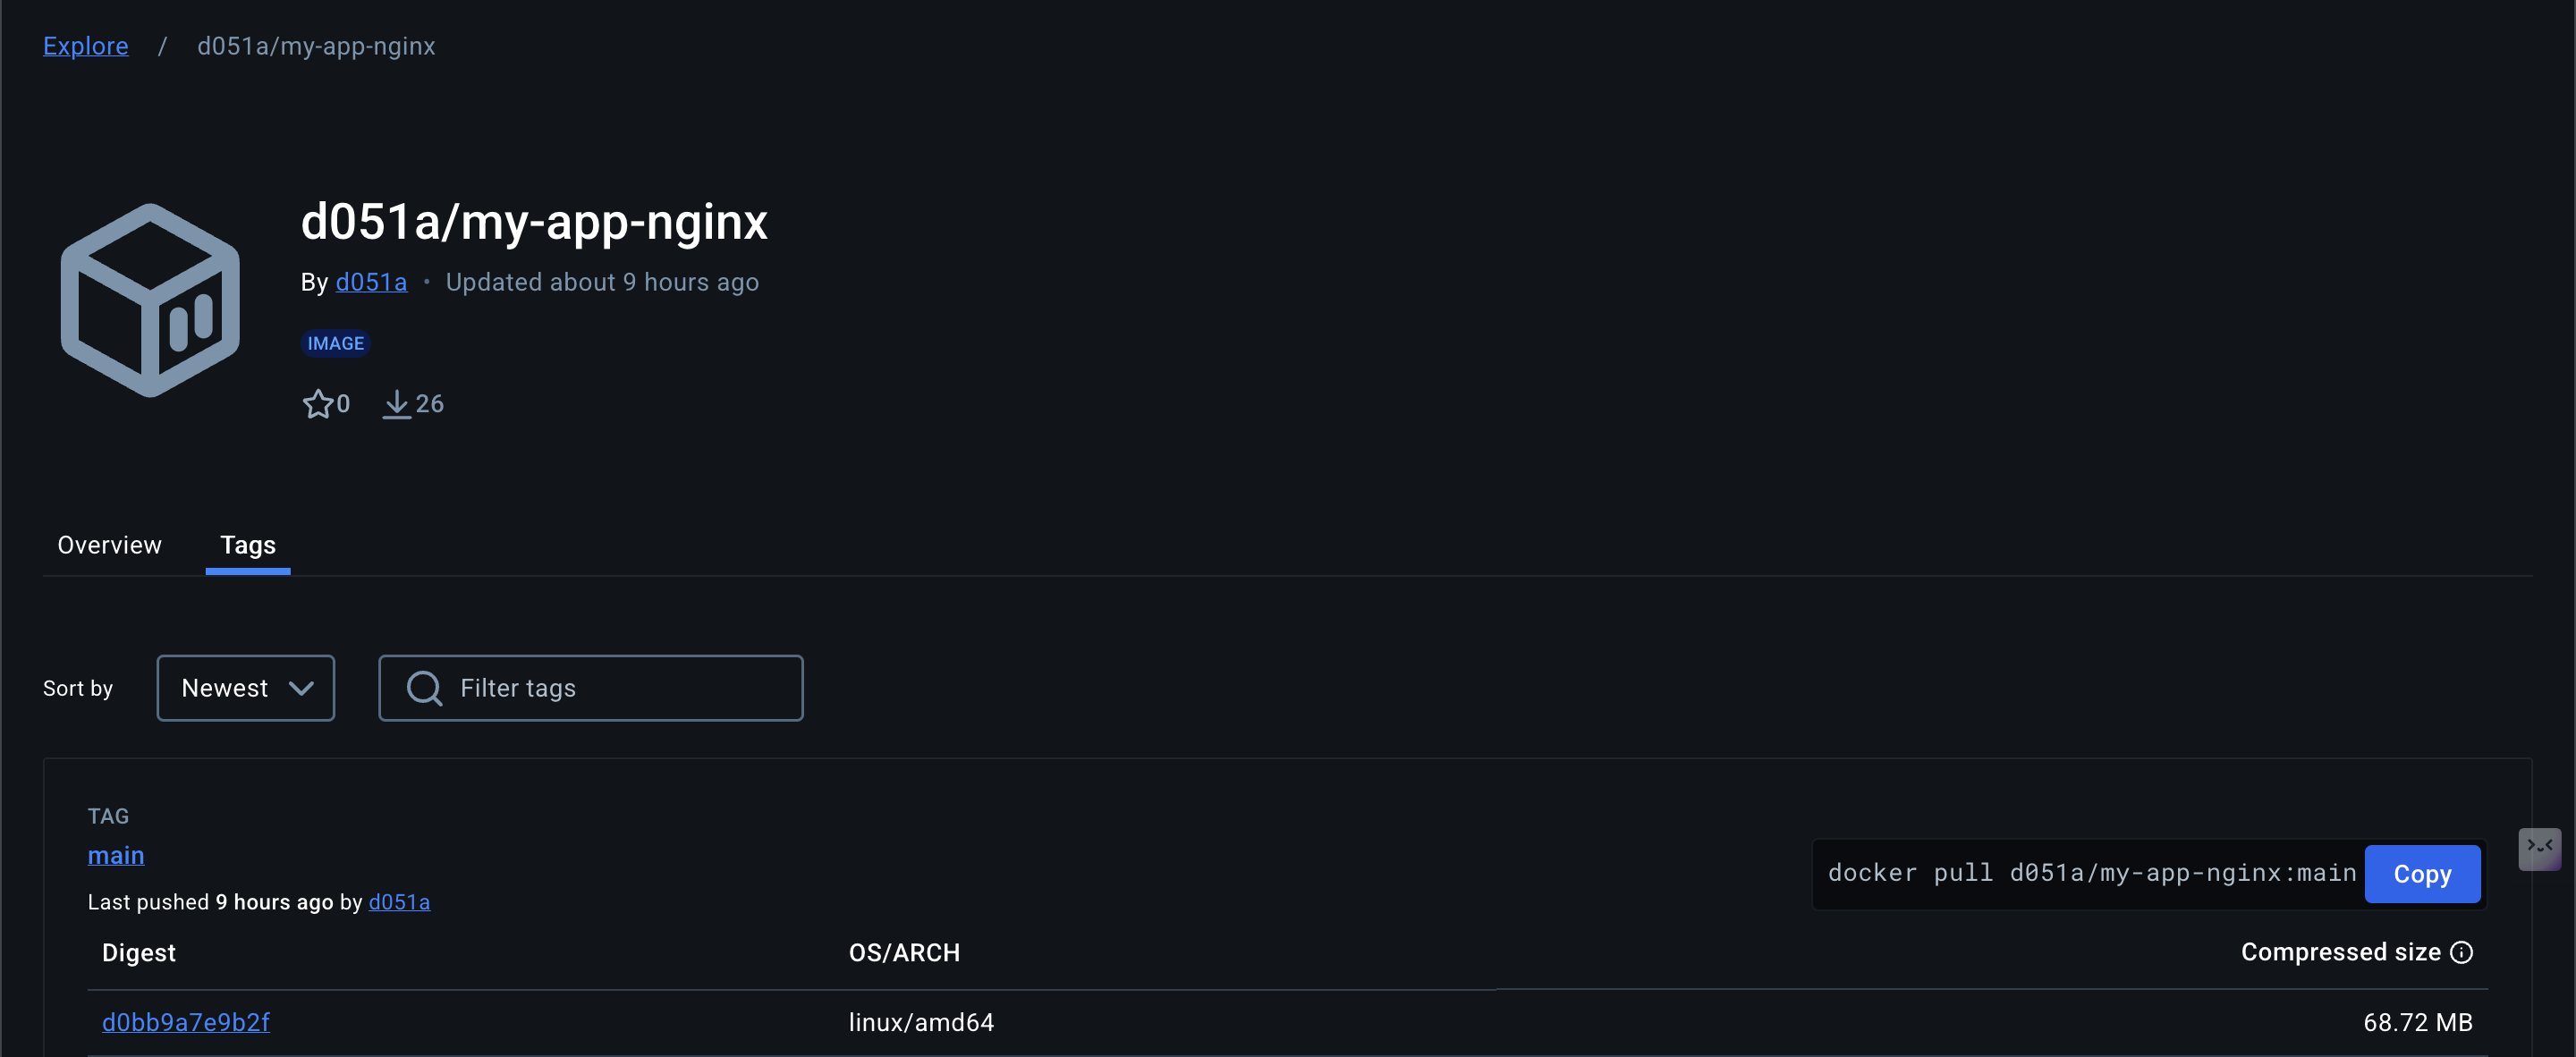 Explore / d051a/my-app-nginx
d051a/my-app-nginx
By d051a • Updated about 9 hours ago
IMAGE
0 26
Overview Tags
Sort by Newest Filter tags
TAG
main
docker pull d051a/my-app-nginx:main Copy
Last pushed 9 hours ago by d051a
Digest OS/ARCH Compressed size
d0bb9a7e9b2f linux/amd64 68.72 MB